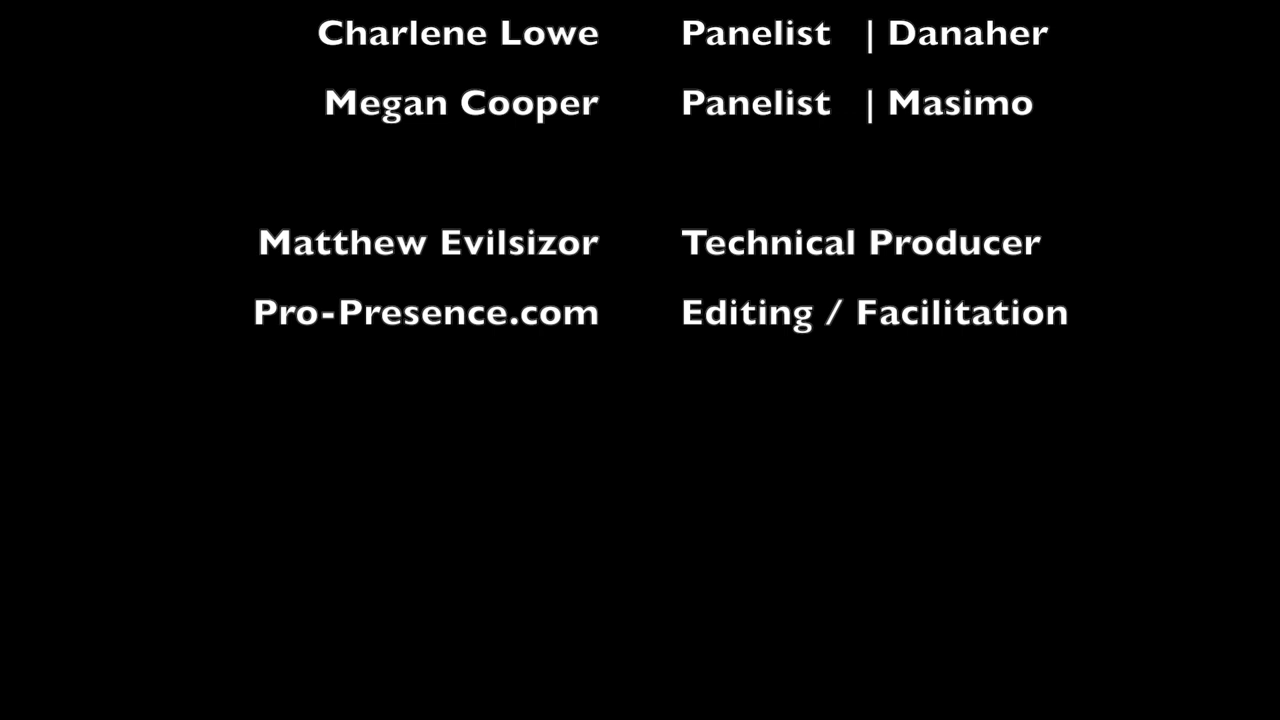 Charlene Lowe Panelist | Danaher
Megan Cooper Panelist | Masimo
Matthew Evilsizor Technical Producer
Pro-Presence.com Editing / Facilitation